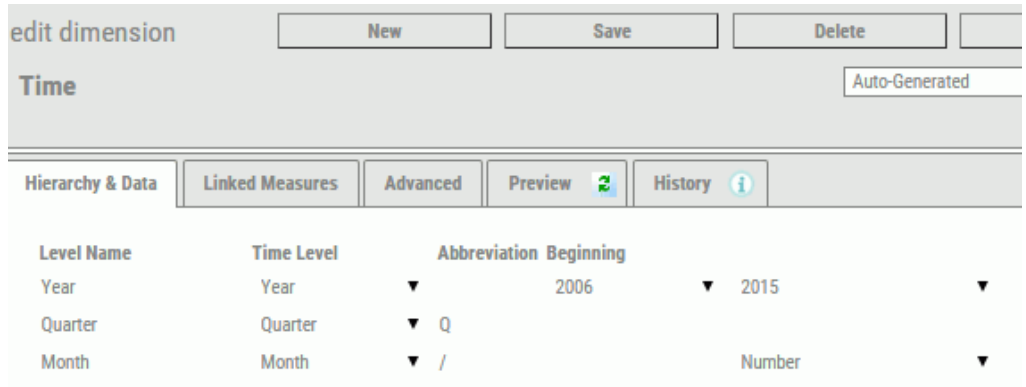 edit dimension New Save Delete
Time Auto-Generated
Hierarchy & Data Linked Measures Advanced Preview History
Level Name Time Level Abbreviation Beginning
Year Year 2006 2015
Quarter Quarter Q
Month Month / Number